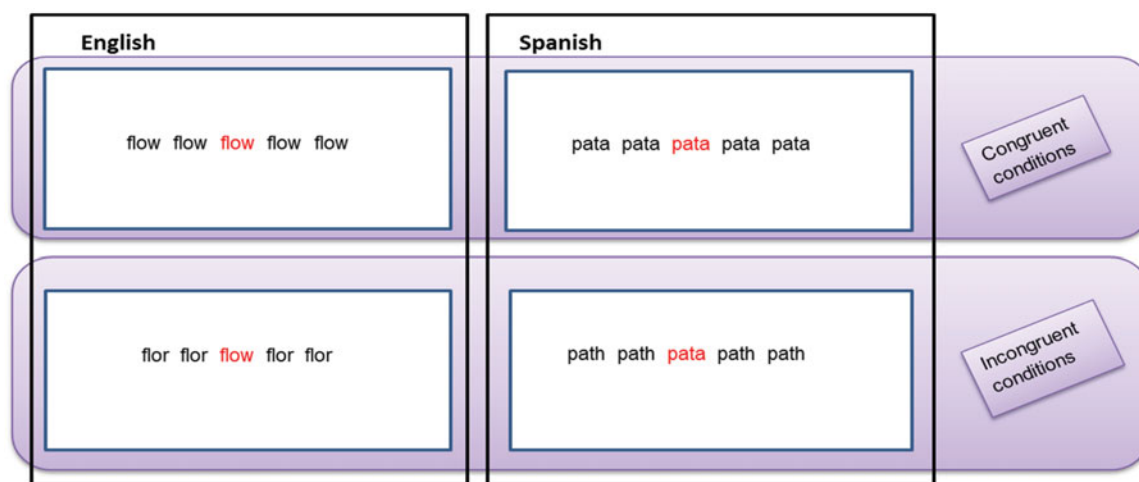 English
Spanish
flow flow flow flow flow
pata pata pata pata pata
Congruent
conditions
flor flor flow flor flor
path path pata path path
Incongruent
conditions